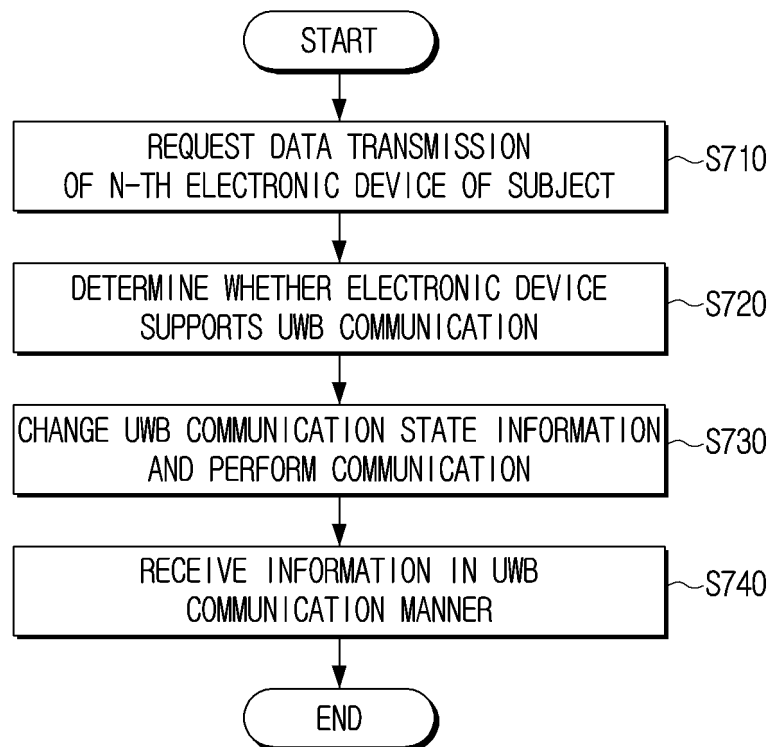 START
REQUEST DATA TRANSMISSION
OF N-TH ELECTRONIC DEVICE OF SUBJECT
S710
DETERMINE WHETHER ELECTRONIC DEVICE
SUPPORTS UWB COMMUNICATION
S720
CHANGE UWB COMMUNICATION STATE INFORMATION
AND PERFORM COMMUNICATION
S730
RECEIVE INFORMATION IN UWB
COMMUNICATION MANNER
S740
END